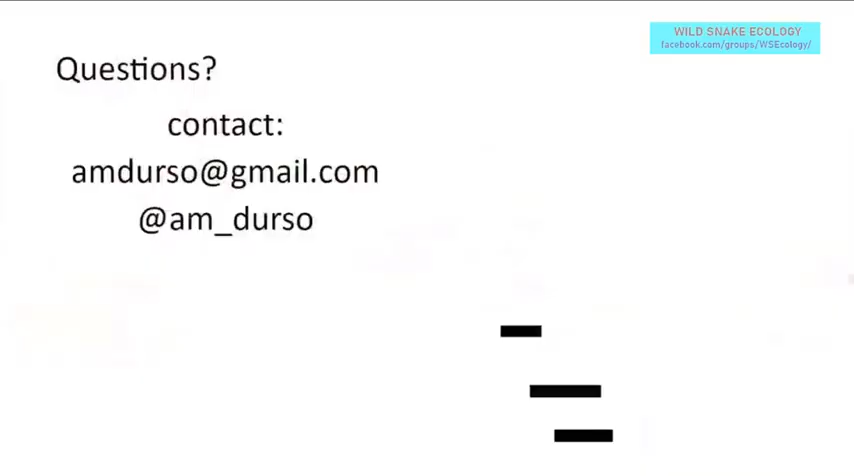 WILD SNAKE ECOLOGY
facebook.com/groups/WSEcology/
Questions?
contact:
amdurso@gmail.com
@am_durso